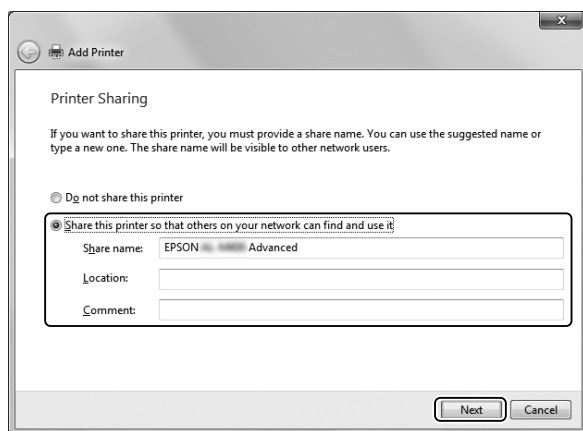 X
Add Printer
Printer Sharing
If you want to share this printer, you must provide a share name. You can use the suggested name or
type a new one. The share name will be visible to other network users.
Do not share this printer
Share this printer so that others on your network can find and use it
Share name: EPSON Advanced
Location:
Comment:
Next Cancel